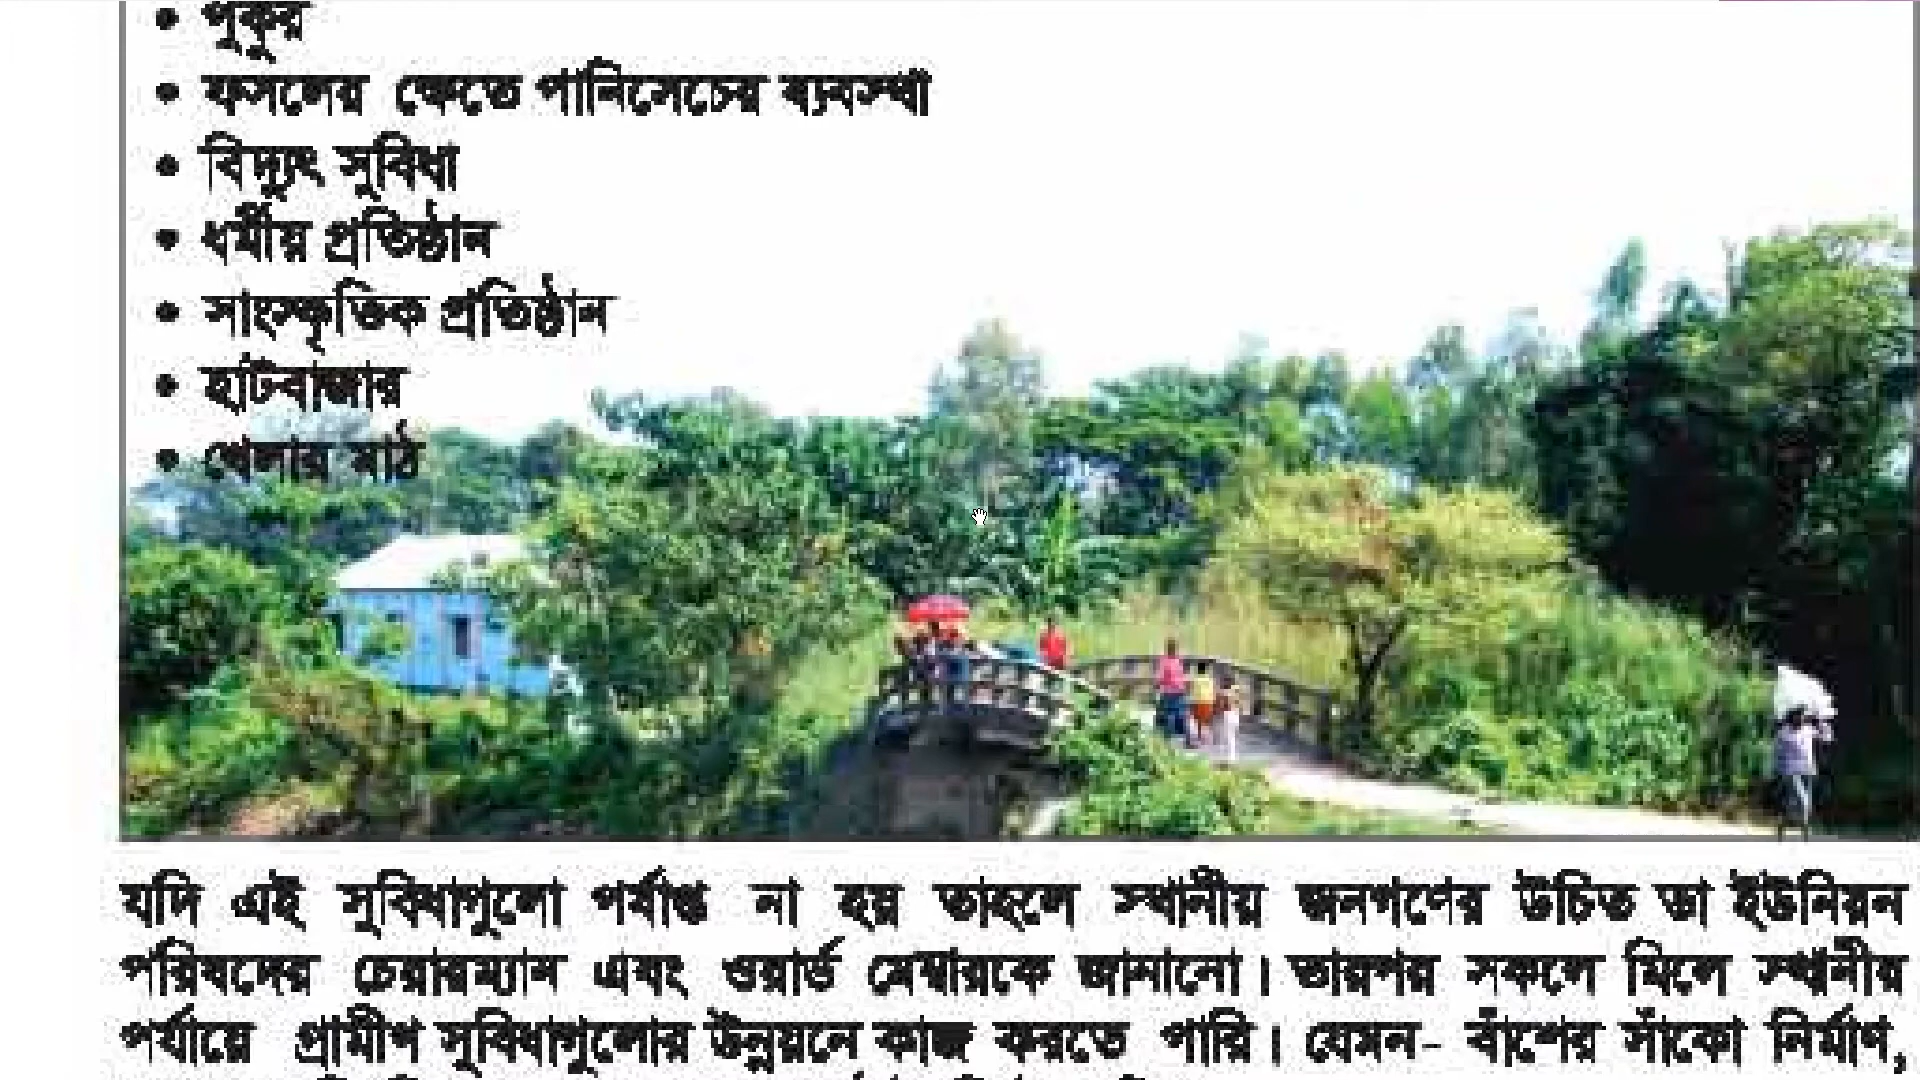 • পুকুর
• ফসলের ক্ষেতে পানিসেচের ব্যবস্থা
• বিদ্যুৎ সুবিধা
• ধর্মীয় প্রতিষ্ঠান
• সাংস্কৃতিক প্রতিষ্ঠান
• হাটবাজার
• খেলার মাঠ
যদি এই সুবিধাগুলো পর্যাপ্ত না হয় তাহলে স্থানীয় জনগণের উচিত তা ইউনিয়ন
পরিষদের চেয়ারম্যান এবং ওয়ার্ড মেম্বারকে জানানো। তারপর সকলে মিলে স্থানীয়
পর্যায়ে গ্রামীণ সুবিধাগুলোর উন্নয়নে কাজ করতে পারি। যেমন- বাঁশের সাঁকো নির্মাণ,